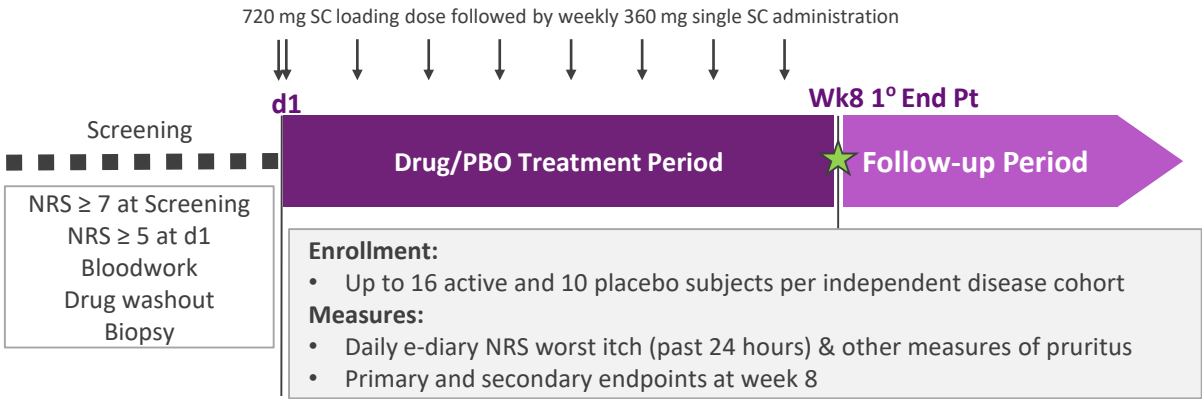 720 mg SC loading dose followed by weekly 360 mg single SC administration
d1
Wk8 1º End Pt
Screening
Drug/PBO Treatment Period
Follow-up Period
NRS ≥ 7 at Screening
NRS ≥ 5 at d1
Bloodwork
Drug washout
Biopsy
Enrollment:
• Up to 16 active and 10 placebo subjects per independent disease cohort
Measures:
• Daily e-diary NRS worst itch (past 24 hours) & other measures of pruritus
• Primary and secondary endpoints at week 8